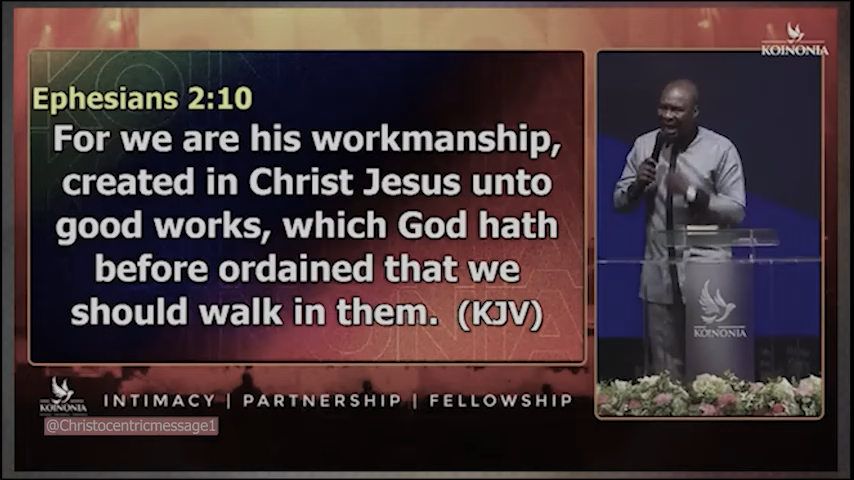 KOINONIA
Ephesians 2:10
For we are his workmanship,
created in Christ Jesus unto
good works, which God hath
before ordained that we
should walk in them. (KJV)
KOINONIA
KOINONIA
INTIMACY | PARTNERSHIP | FELLOWSHIP
@Christocentricmessage1